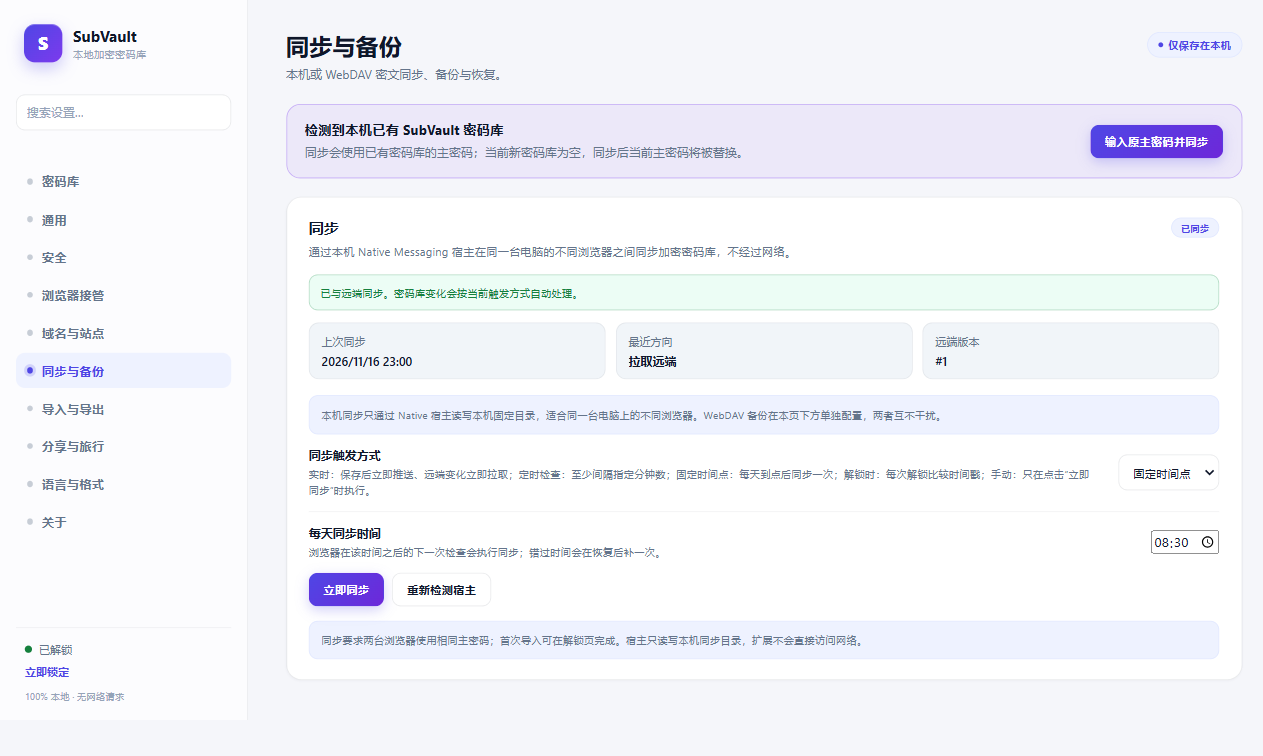 S
SubVault
本地加密密码库
搜索设置...
密码库
通用
安全
浏览器接管
域名与站点
同步与备份
导入与导出
分享与旅行
语言与格式
关于
已解锁
立即锁定
100% 本地 · 无网络请求
同步与备份
本机或 WebDAV 密文同步、备份与恢复。
仅保存在本机
检测到本机已有 SubVault 密码库
同步会使用已有密码库的主密码；当前新密码库为空，同步后当前主密码将被替换。
输入原主密码并同步
同步
通过本机 Native Messaging 宿主在同一台电脑的不同浏览器之间同步加密密码库，不经过网络。
已同步
已与远端同步。密码库变化会按当前触发方式自动处理。
上次同步
2026/11/16 23:00
最近方向
拉取远端
远端版本
#1
本机同步只通过 Native 宿主读写本机固定目录，适合同一台电脑上的不同浏览器。WebDAV 备份在本页下方单独配置，两者互不干扰。
同步触发方式
实时：保存后立即推送、远端变化立即拉取；定时检查：至少间隔指定分钟数；固定时间点：每天到点后同步一次；解锁时：每次解锁比较时间戳；手动：只在点击“立即
同步”时执行。
固定时间点
每天同步时间
浏览器在该时间之后的下一次检查会执行同步；错过时间会在恢复后补一次。
08:30
立即同步
重新检测宿主
同步要求两台浏览器使用相同主密码；首次导入可在解锁页完成。宿主只读写本机同步目录，扩展不会直接访问网络。